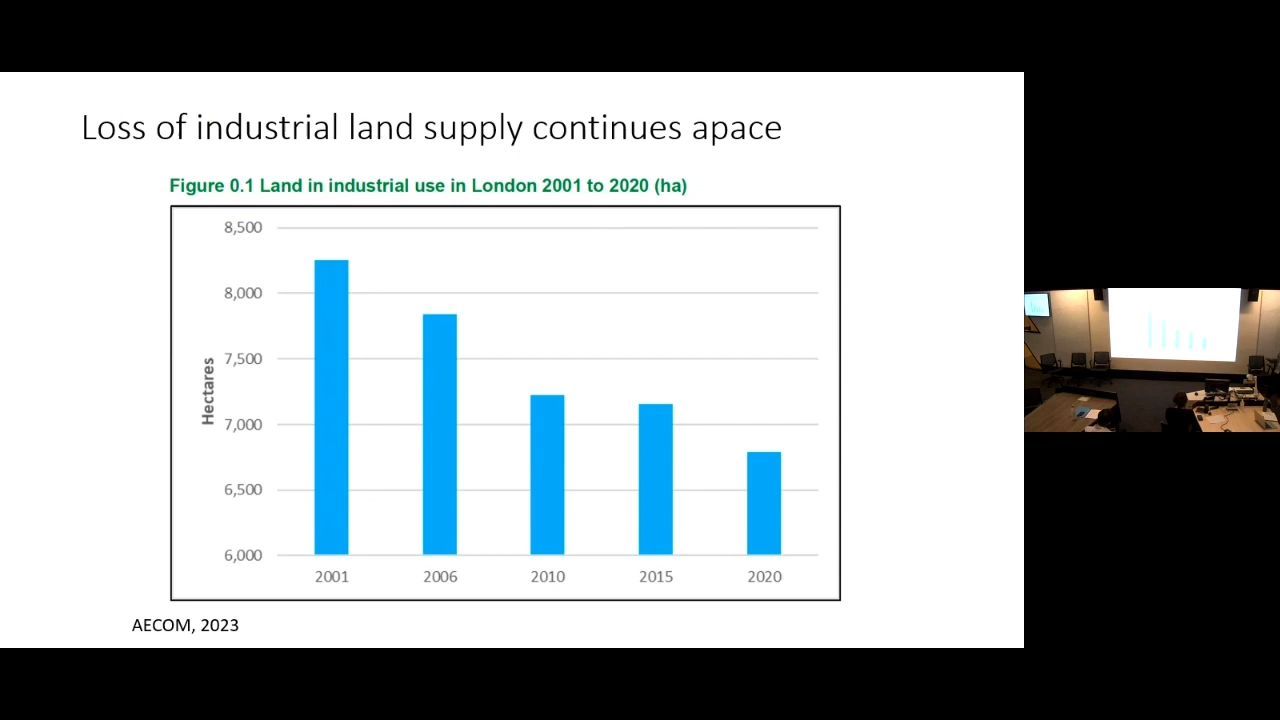 Loss of industrial land supply continues apace
Figure 0.1 Land in industrial use in London 2001 to 2020 (ha)
8,500
8,000
7,500
7,000
6,500
6,000
Hectares
2001 2006 2010 2015 2020
AECOM, 2023